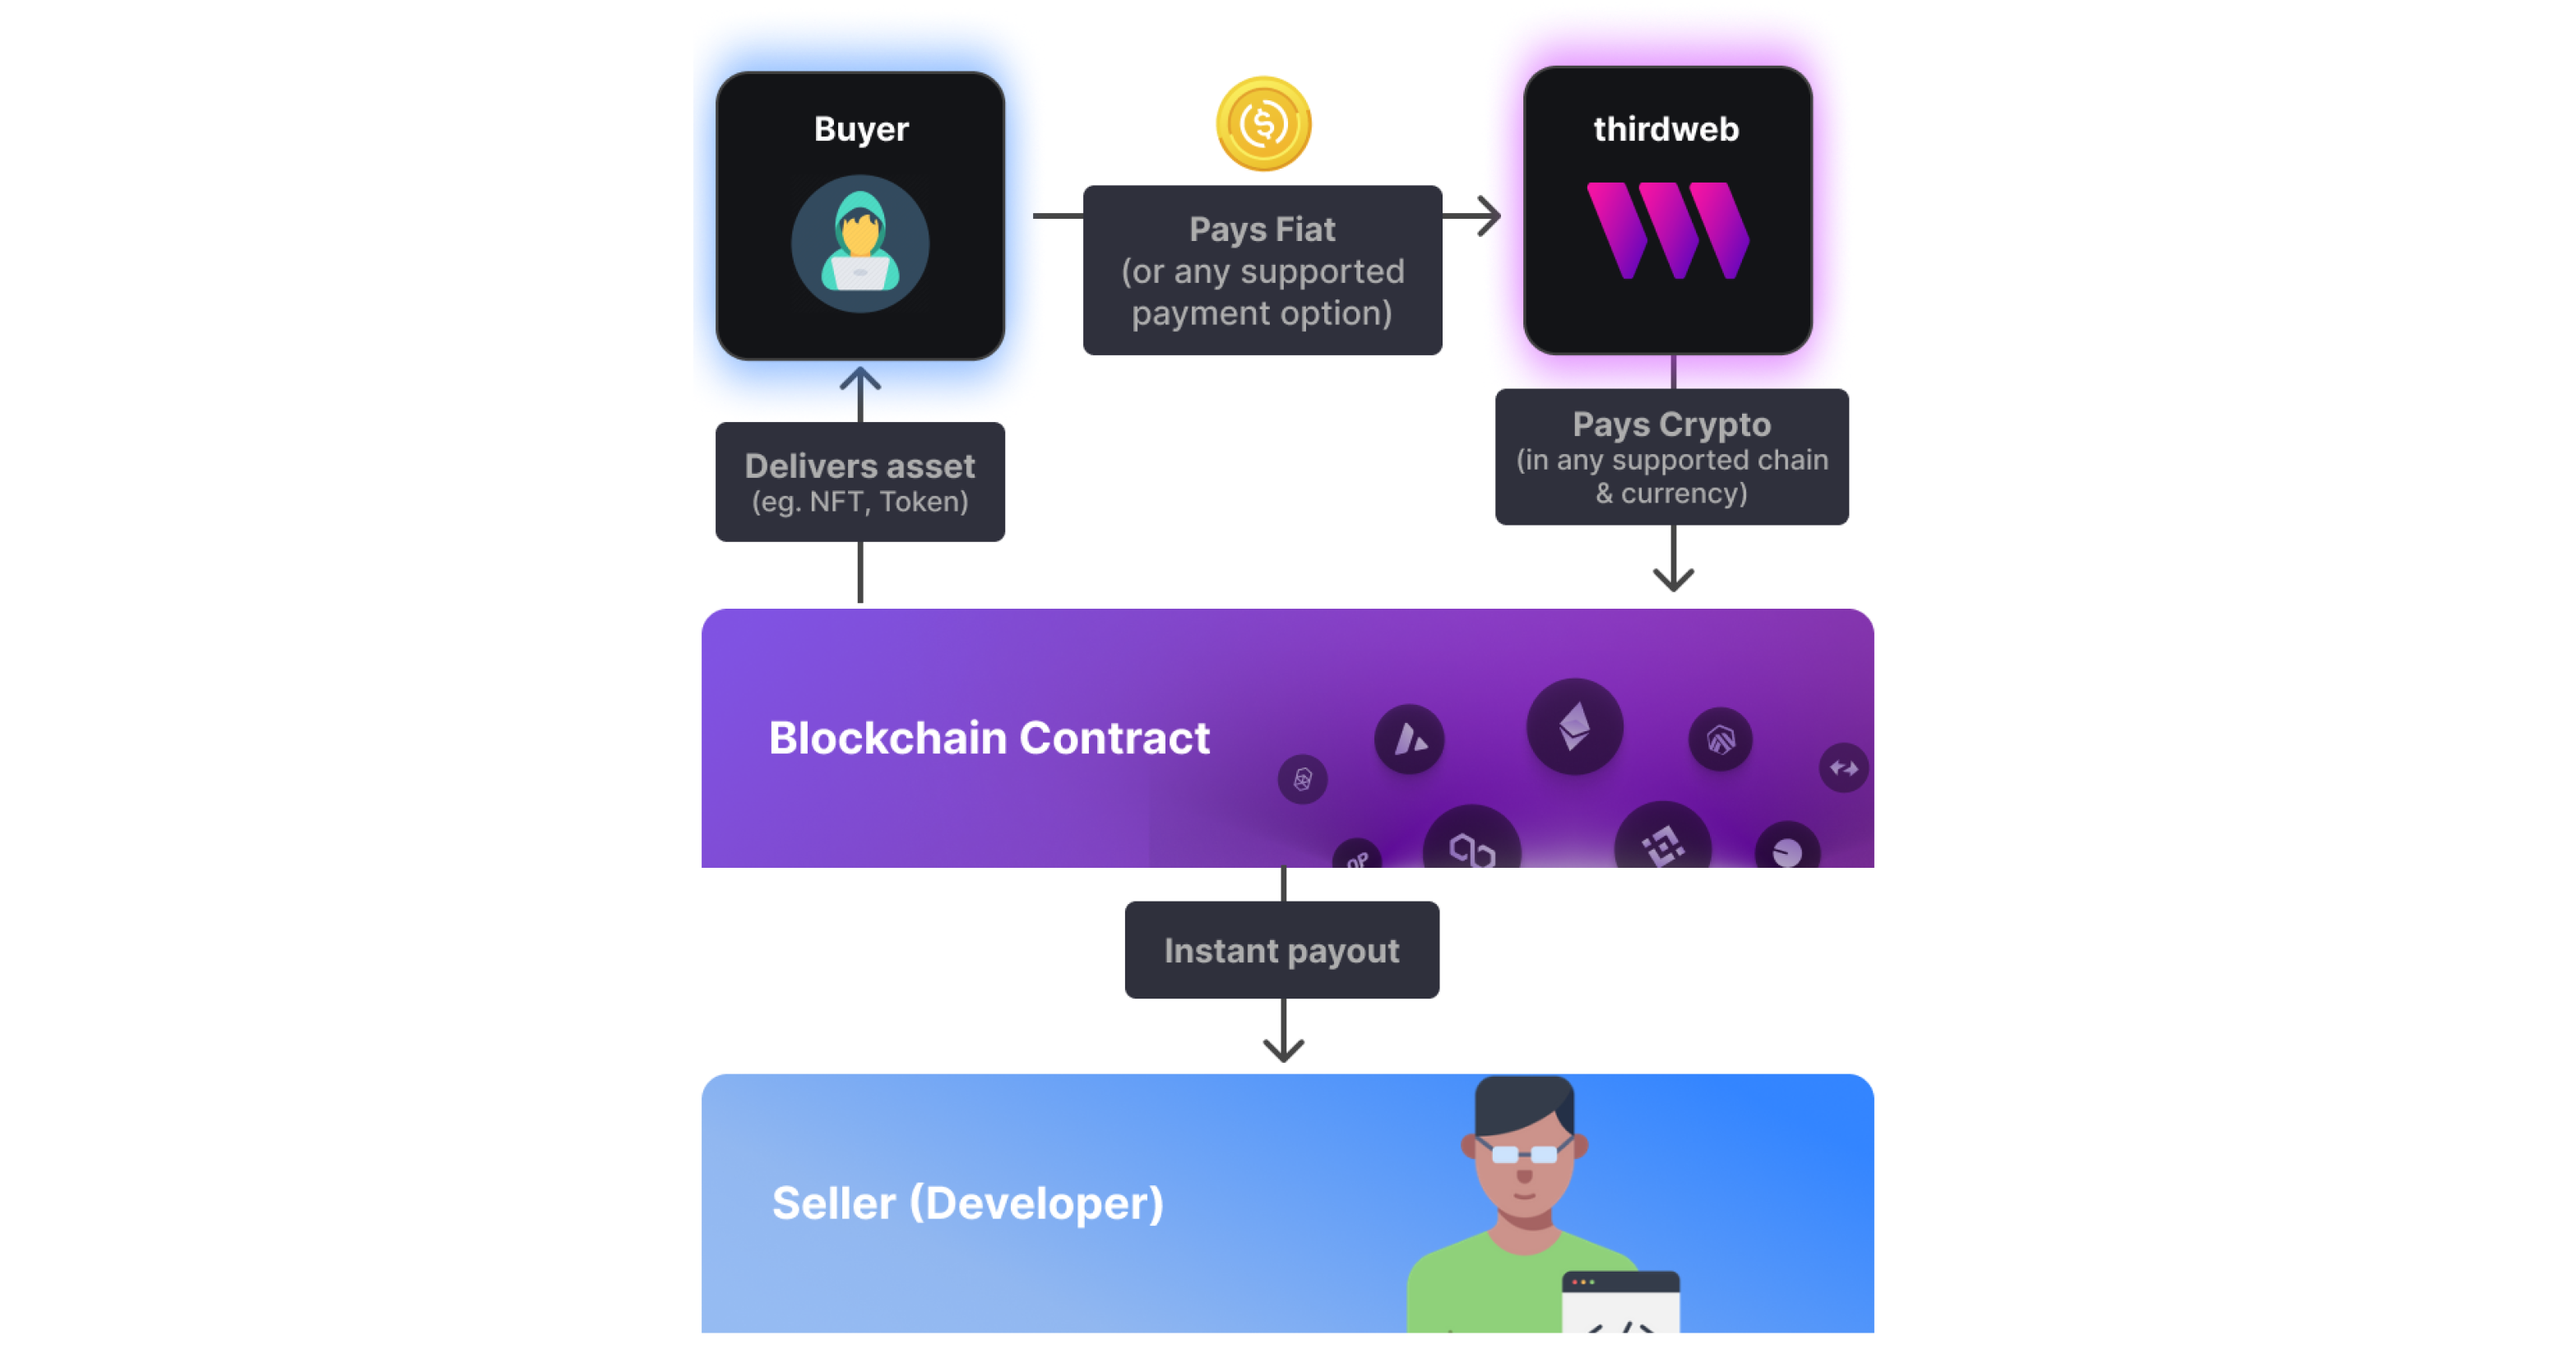 Buyer
thirdweb
Pays Fiat
(or any supported
payment option)
Pays Crypto
(in any supported chain
& currency)
Delivers asset
(eg. NFT, Token)
Blockchain Contract
OP
Instant payout
Seller (Developer)